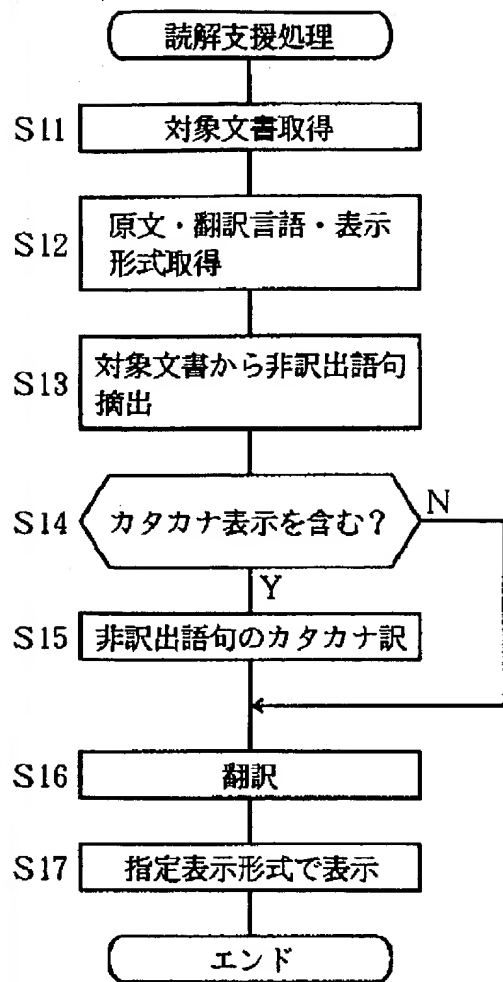 読解支援処理
S11 対象文書取得
S12 原文・翻訳言語・表示
形式取得
S13 対象文書から非訳出語句
摘出
S14 カタカナ表示を含む？ N
Y
S15 非訳出語句のカタカナ訳
S16 翻訳
S17 指定表示形式で表示
エンド